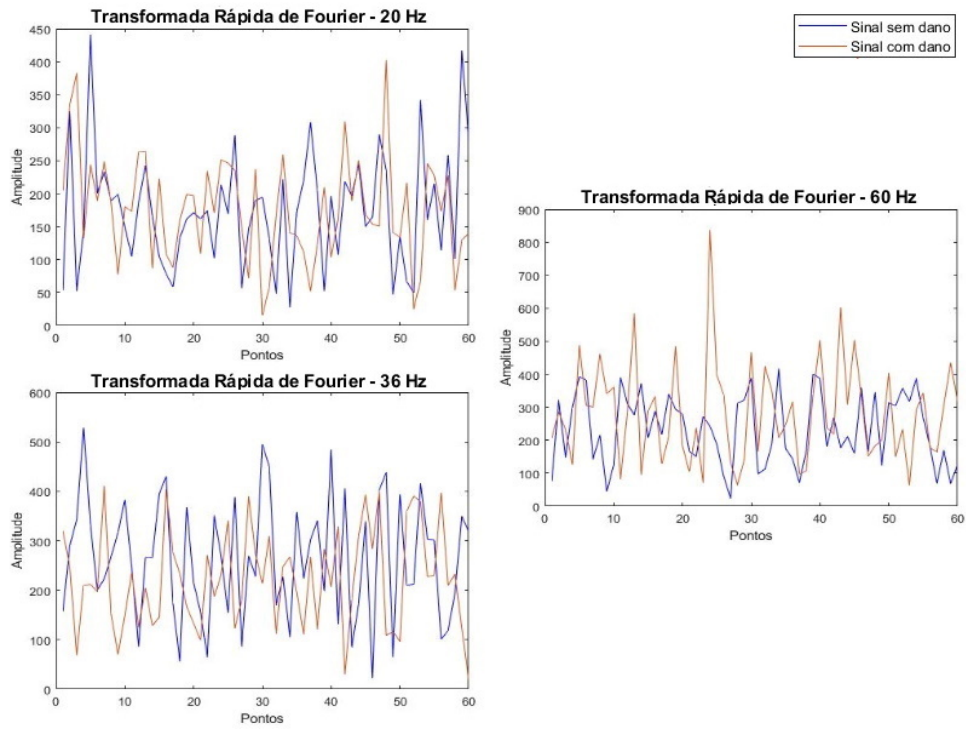 Transformada Rápida de Fourier - 20 Hz
Amplitude
450
400
350
300
250
200
150
100
50
0
0 10 20 30 40 50 60
Pontos
Sinal sem dano
Sinal com dano
Transformada Rápida de Fourier - 36 Hz
Amplitude
600
500
400
300
200
100
0
0 10 20 30 40 50 60
Pontos
Transformada Rápida de Fourier - 60 Hz
Amplitude
900
800
700
600
500
400
300
200
100
0
0 10 20 30 40 50 60
Pontos